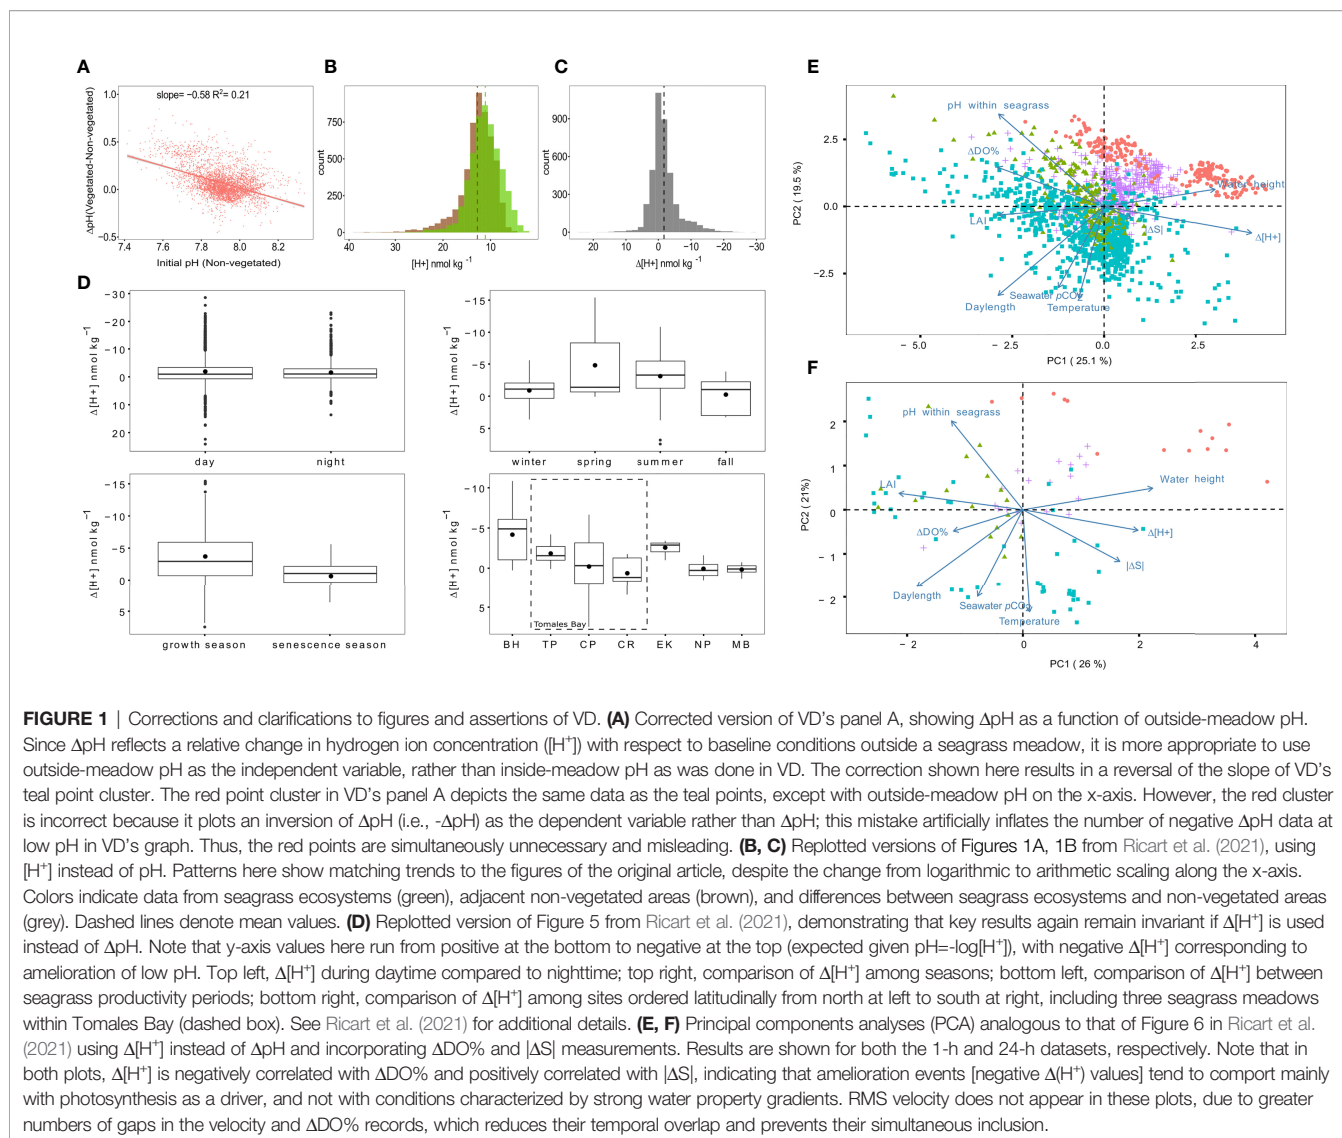 A
slope= −0.58 R²= 0.21
ΔpH(Vegetated-Non-vegetated)
1.0
0.5
0.0
−0.5
7.4 7.6 7.8 8.0 8.2
Initial pH (Non-vegetated)
B
count
750
500
250
0
40 30 20 10
[H+] nmol kg⁻¹
C
count
900
600
300
0
20 10 0 −10 −20 −30
Δ[H+] nmol kg⁻¹
D
Δ[H+] nmol kg⁻¹
−30
−20
−10
0
10
20
day night
Δ[H+] nmol kg⁻¹
−15
−10
−5
0
5
winter spring summer fall
Δ[H+] nmol kg⁻¹
−15
−10
−5
0
5
growth season senescence season
Δ[H+] nmol kg⁻¹
−10
−5
0
5
Tomales Bay
BH TP CP CR EK NP MB
E
PC2 ( 19.5 %)
2.5
0.0
−2.5
pH within seagrass
ΔDO%
Water height
LAI
|ΔS|
Δ[H+]
Daylength
Seawater pCO₂
Temperature
− 5.0 −2.5 0.0 2.5
PC1 ( 25.1 %)
F
PC2 ( 21%)
2
1
0
− 1
− 2
pH within seagrass
LAI
Water height
ΔDO%
Δ[H+]
|ΔS|
Daylength
Seawater pCO₂
Temperature
− 2 0 2 4
PC1 ( 26 %)
FIGURE 1 | Corrections and clarifications to figures and assertions of VD. (A) Corrected version of VD's panel A, showing ΔpH as a function of outside-meadow pH.
Since ΔpH reflects a relative change in hydrogen ion concentration ([H⁺]) with respect to baseline conditions outside a seagrass meadow, it is more appropriate to use
outside-meadow pH as the independent variable, rather than inside-meadow pH as was done in VD. The correction shown here results in a reversal of the slope of VD's
teal point cluster. The red point cluster in VD's panel A depicts the same data as the teal points, except with outside-meadow pH on the x-axis. However, the red cluster
is incorrect because it plots an inversion of ΔpH (i.e., -ΔpH) as the dependent variable rather than ΔpH; this mistake artificially inflates the number of negative ΔpH data at
low pH in VD's graph. Thus, the red points are simultaneously unnecessary and misleading. (B, C) Replotted versions of Figures 1A, 1B from Ricart et al. (2021), using
[H⁺] instead of pH. Patterns here show matching trends to the figures of the original article, despite the change from logarithmic to arithmetic scaling along the x-axis.
Colors indicate data from seagrass ecosystems (green), adjacent non-vegetated areas (brown), and differences between seagrass ecosystems and non-vegetated areas
(grey). Dashed lines denote mean values. (D) Replotted version of Figure 5 from Ricart et al. (2021), demonstrating that key results again remain invariant if Δ[H⁺] is used
instead of ΔpH. Note that y-axis values here run from positive at the bottom to negative at the top (expected given pH=-log[H⁺]), with negative Δ[H⁺] corresponding to
amelioration of low pH. Top left, Δ[H⁺] during daytime compared to nighttime; top right, comparison of Δ[H⁺] among seasons; bottom left, comparison of Δ[H⁺] between
seagrass productivity periods; bottom right, comparison of Δ[H⁺] among sites ordered latitudinally from north at left to south at right, including three seagrass meadows
within Tomales Bay (dashed box). See Ricart et al. (2021) for additional details. (E, F) Principal components analyses (PCA) analogous to that of Figure 6 in Ricart et al.
(2021) using Δ[H⁺] instead of ΔpH and incorporating ΔDO% and |ΔS| measurements. Results are shown for both the 1-h and 24-h datasets, respectively. Note that in
both plots, Δ[H⁺] is negatively correlated with ΔDO% and positively correlated with |ΔS|, indicating that amelioration events [negative Δ(H⁺) values] tend to comport mainly
with photosynthesis as a driver, and not with conditions characterized by strong water property gradients. RMS velocity does not appear in these plots, due to greater
numbers of gaps in the velocity and ΔDO% records, which reduces their temporal overlap and prevents their simultaneous inclusion.